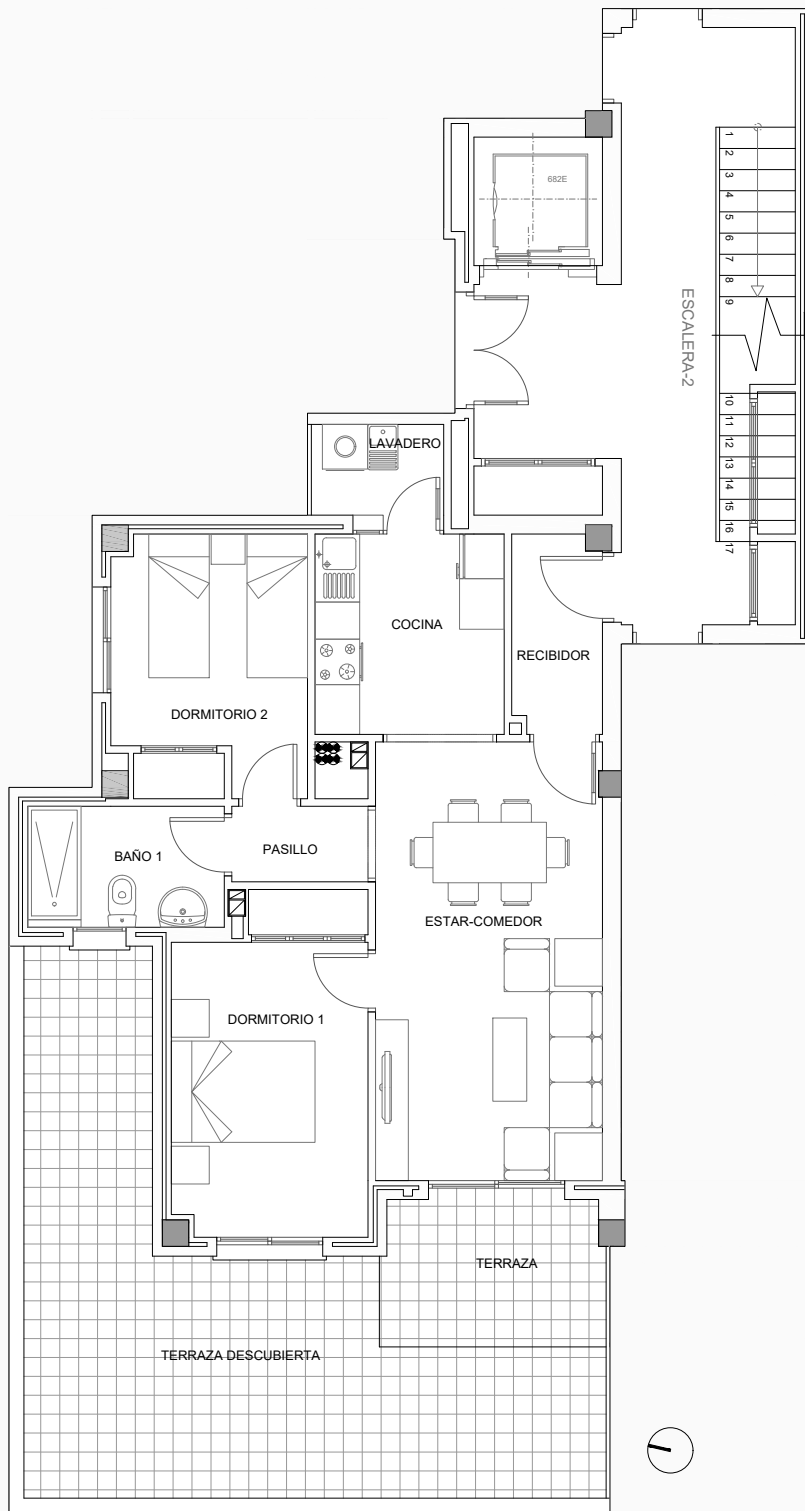 1
2
3
4
5
6
7
8
9
682E
ESCALERA-2
10
11
12
13
14
15
16
17
LAVADERO
COCINA
RECIBIDOR
DORMITORIO 2
BAÑO 1
PASILLO
ESTAR-COMEDOR
DORMITORIO 1
TERRAZA
TERRAZA DESCUBIERTA